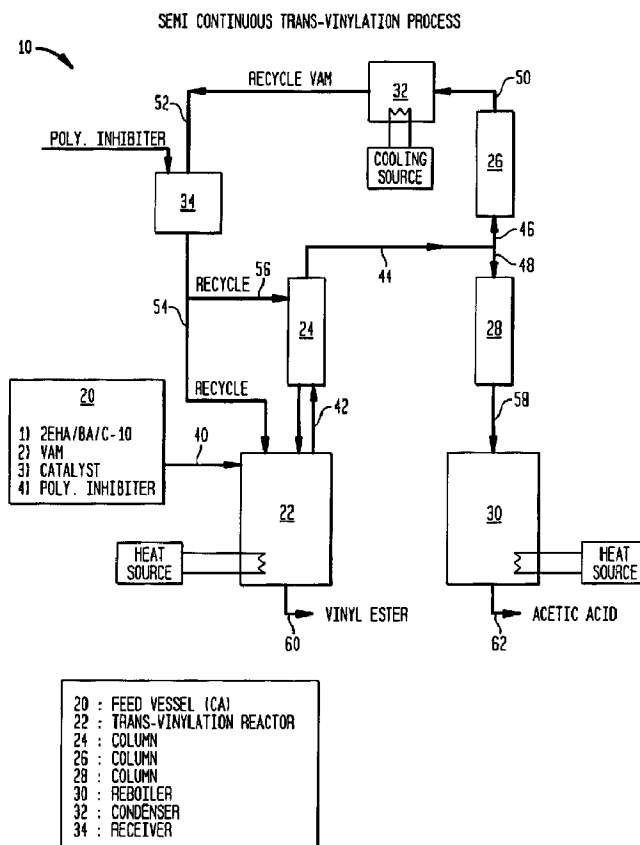 SEMI CONTINUOUS TRANS-VINYLATION PROCESS
10
RECYCLE VAM
50
32
52
POLY. INHIBITER
COOLING SOURCE
26
34
46
44
48
RECYCLE
56
24
28
54
RECYCLE
42
58
20
1) 2EHA/BA/C-10
2) VAM
3) CATALYST
4) POLY. INHIBITER
40
22
30
HEAT SOURCE
HEAT SOURCE
60
VINYL ESTER
62
ACETIC ACID
20 : FEED VESSEL (CA)
22 : TRANS-VINYLATION REACTOR
24 : COLUMN
26 : COLUMN
28 : COLUMN
30 : REBOILER
32 : CONDENSER
34 : RECEIVER